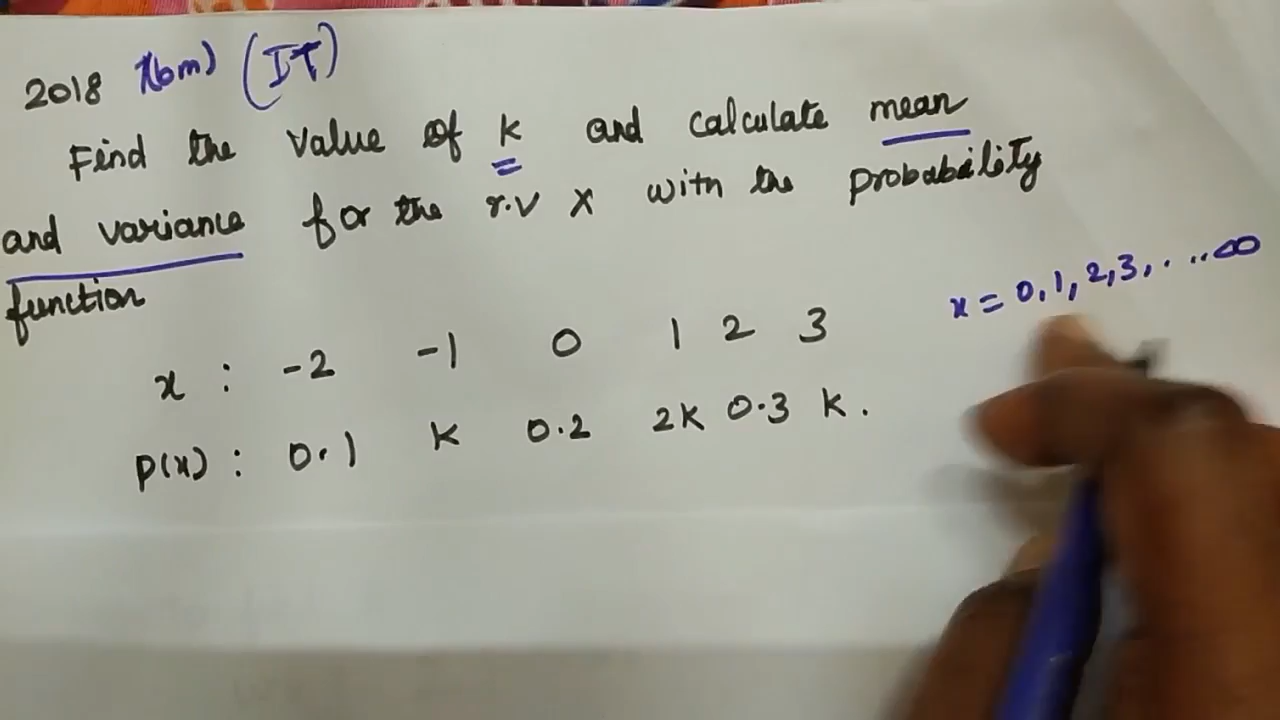 2018 (6m) (IT)
Find the value of K and calculate mean
and variance for the r.v X with the probability
function
x = 0, 1, 2, 3, . . . ∞
x : -2 -1 0 1 2 3
P(x) : 0.1 K 0.2 2K 0.3 K.